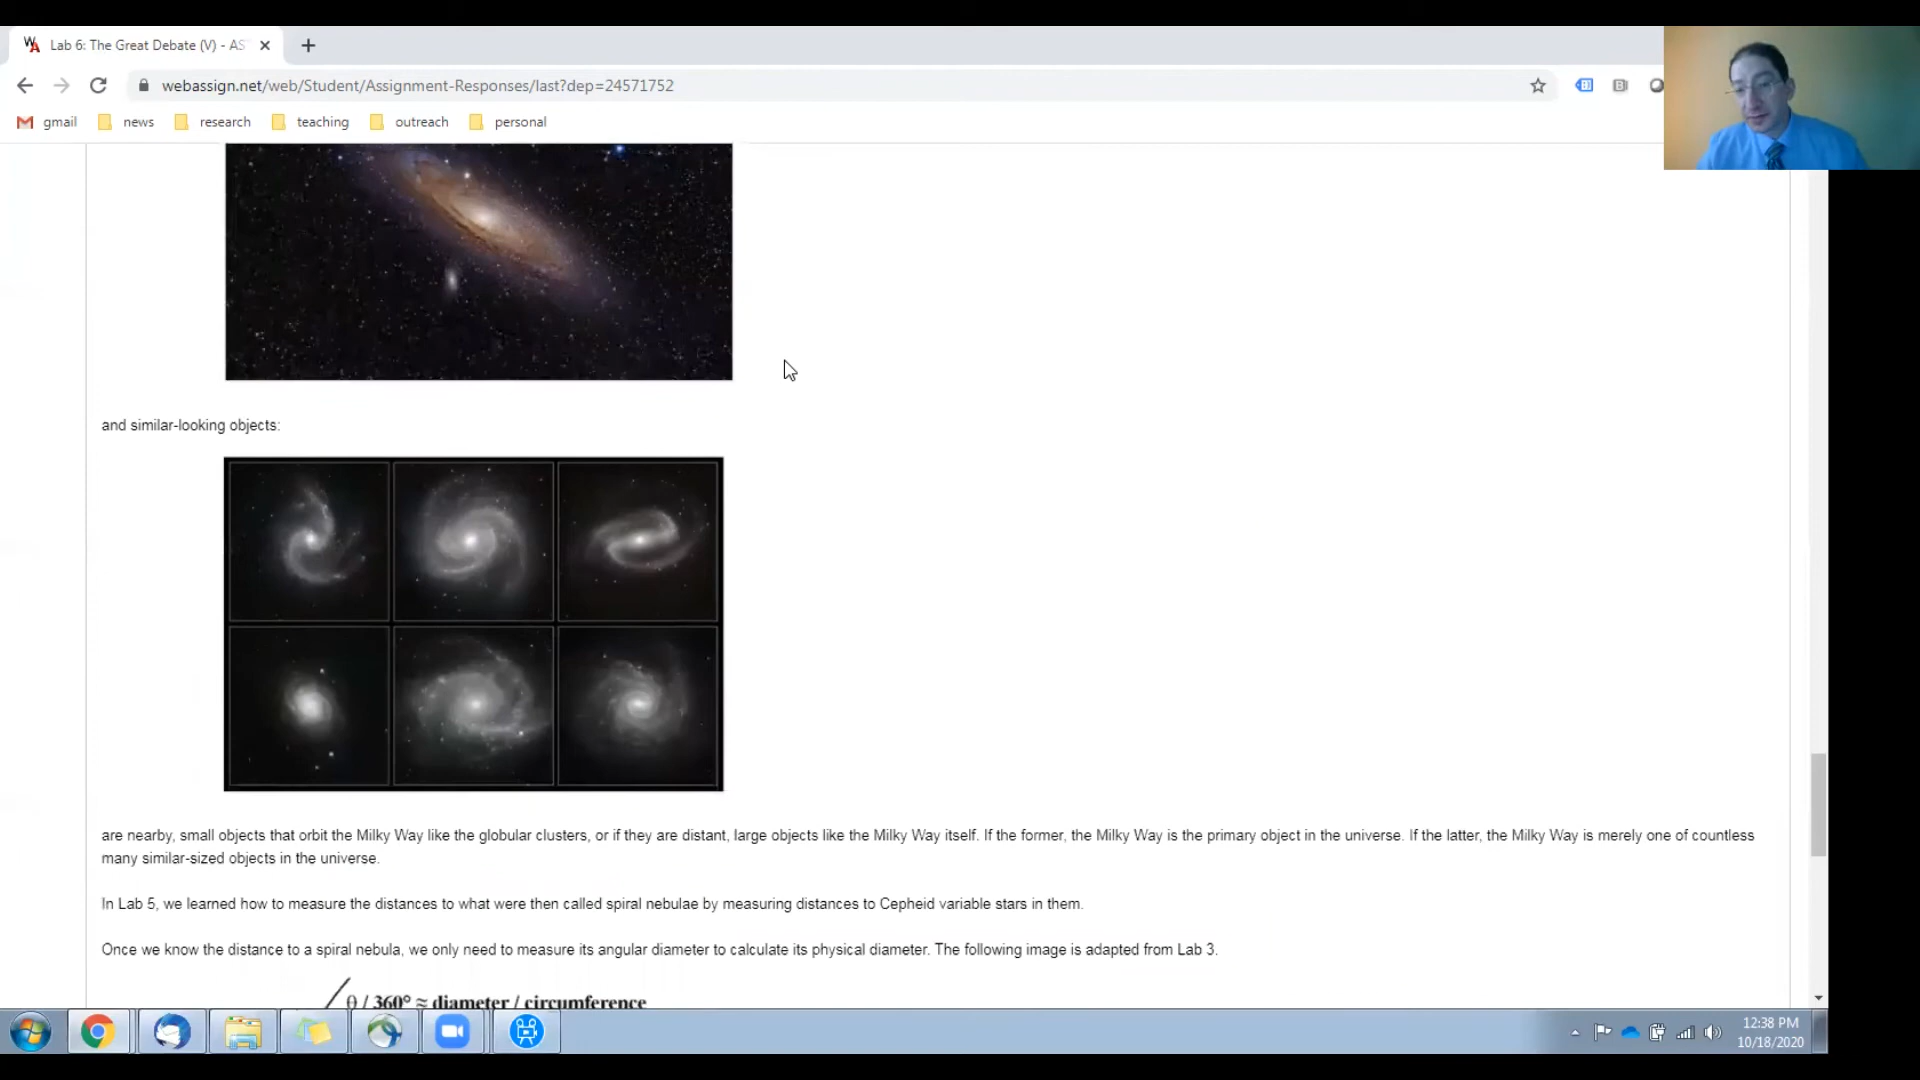 Lab 6: The Great Debate (V) - AS
webassign.net/web/Student/Assignment-Responses/last?dep=24571752
gmail news research teaching outreach personal
and similar-looking objects:
are nearby, small objects that orbit the Milky Way like the globular clusters, or if they are distant, large objects like the Milky Way itself. If the former, the Milky Way is the primary object in the universe. If the latter, the Milky Way is merely one of countless
many similar-sized objects in the universe.
In Lab 5, we learned how to measure the distances to what were then called spiral nebulae by measuring distances to Cepheid variable stars in them.
Once we know the distance to a spiral nebula, we only need to measure its angular diameter to calculate its physical diameter. The following image is adapted from Lab 3.
θ / 360° ≈ diameter / circumference
12:38 PM
10/18/2020